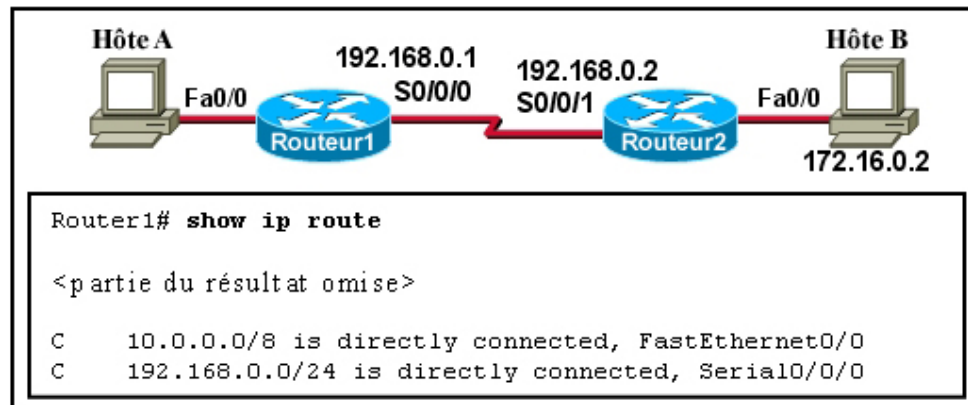 Hôte A
Hôte B
192.168.0.1
192.168.0.2
Fa0/0
S0/0/0
S0/0/1
Fa0/0
Routeur1
Routeur2
172.16.0.2
Router1# show ip route
<partie du résultat omise>
C 10.0.0.0/8 is directly connected, FastEthernet0/0
C 192.168.0.0/24 is directly connected, Serial0/0/0